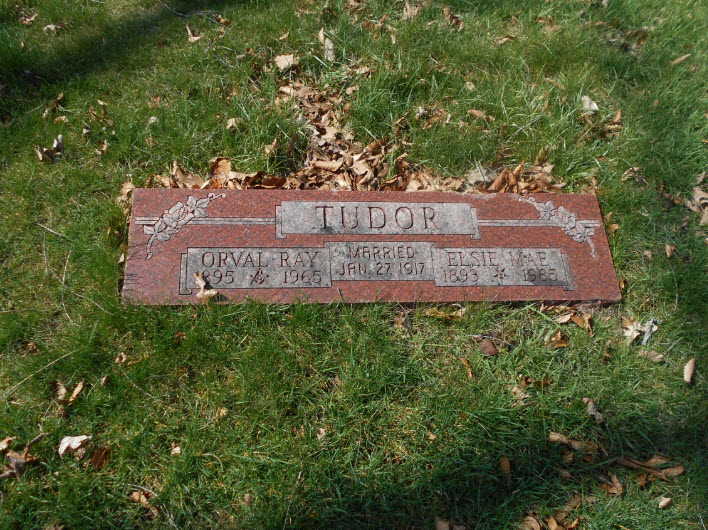 TUDOR
ORVAL RAY
1895 1965
MARRIED
JAN. 27, 1917
ELSIE MAE
1893 1985